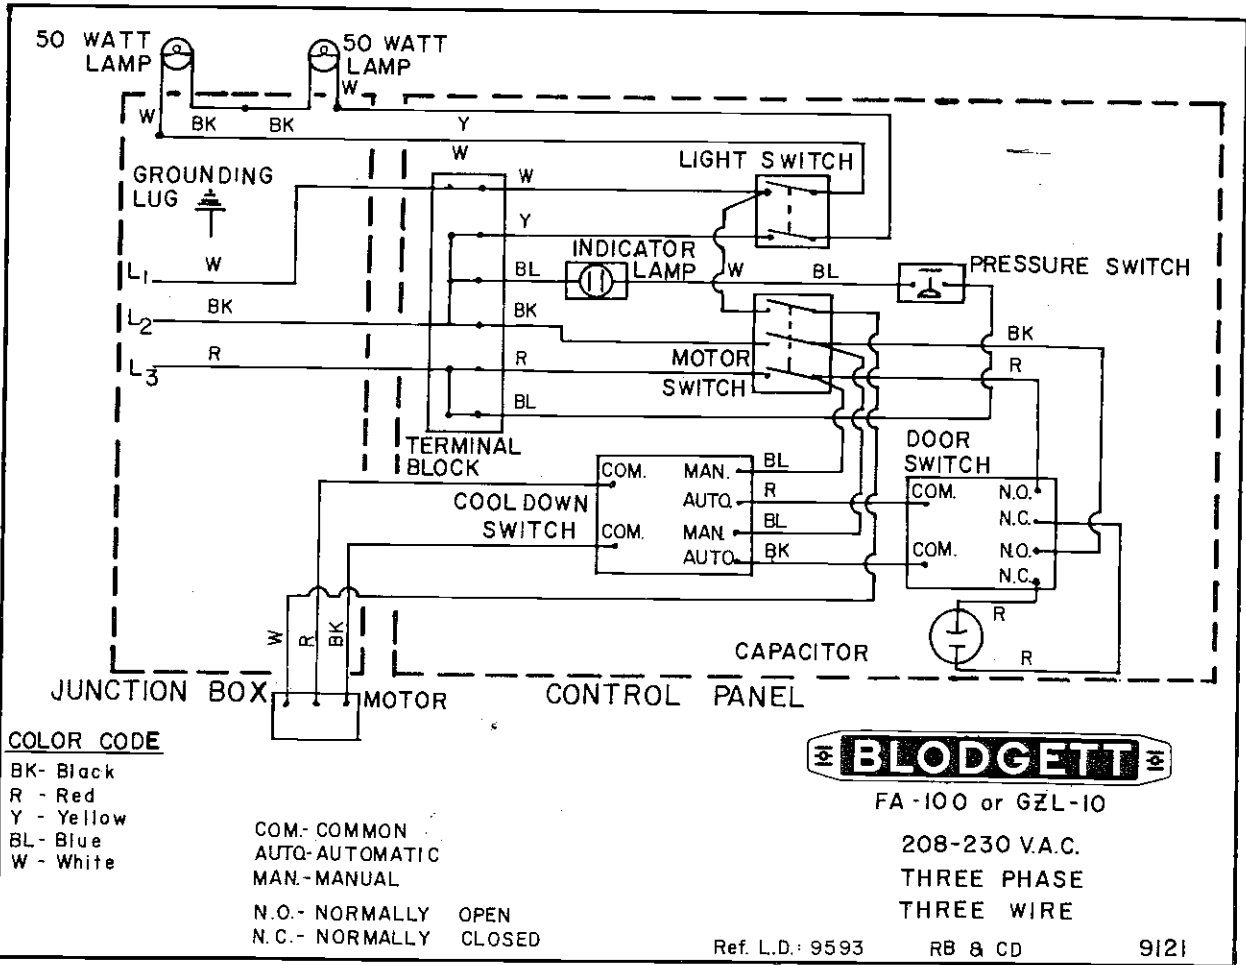 50 WATT
LAMP
50 WATT
LAMP
W
W
BK
BK
Y
W
GROUNDING
LUG
LIGHT SWITCH
W
Y
INDICATOR
LAMP
W
BL
BL
PRESSURE SWITCH
L1
W
L2
BK
BK
BK
L3
R
R
MOTOR
SWITCH
R
BL
TERMINAL
BLOCK
DOOR
SWITCH
COOL DOWN
SWITCH
COM.
MAN.
BL
AUTO.
R
COM.
MAN.
BL
AUTO.
BK
COM.
N.O.
N.C.
COM.
N.O.
N.C.
R
R
CAPACITOR
W
R
BK
JUNCTION BOX
MOTOR
CONTROL PANEL
COLOR CODE
BK- Black
R - Red
Y - Yellow
BL- Blue
W - White
COM.- COMMON
AUTO-AUTOMATIC
MAN.-MANUAL
N.O.- NORMALLY OPEN
N.C.- NORMALLY CLOSED
BLODGETT
FA-100 or GZL-10
208-230 V.A.C.
THREE PHASE
THREE WIRE
Ref. L.D.: 9593
RB & CD
9121